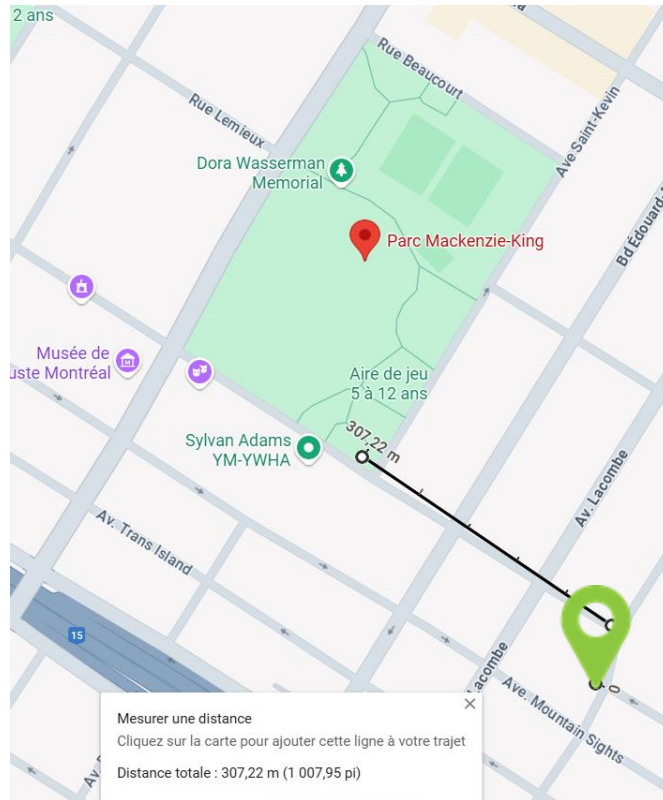 2 ans
Rue Beaucourt
Ave Saint-Kevin
Rue Lemieux
Dora Wasserman
Memorial
Parc Mackenzie-King
Bd Édouard
Musée de
uste Montréal
Aire de jeu
5 à 12 ans
307,22 m
Sylvan Adams
YM-YWHA
Av. Lacombe
Av. Trans Island
15
Lacombe
0
Ave. Mountain Sights
Av.
Mesurer une distance
Cliquez sur la carte pour ajouter cette ligne à votre trajet
Distance totale : 307,22 m (1 007,95 pi)